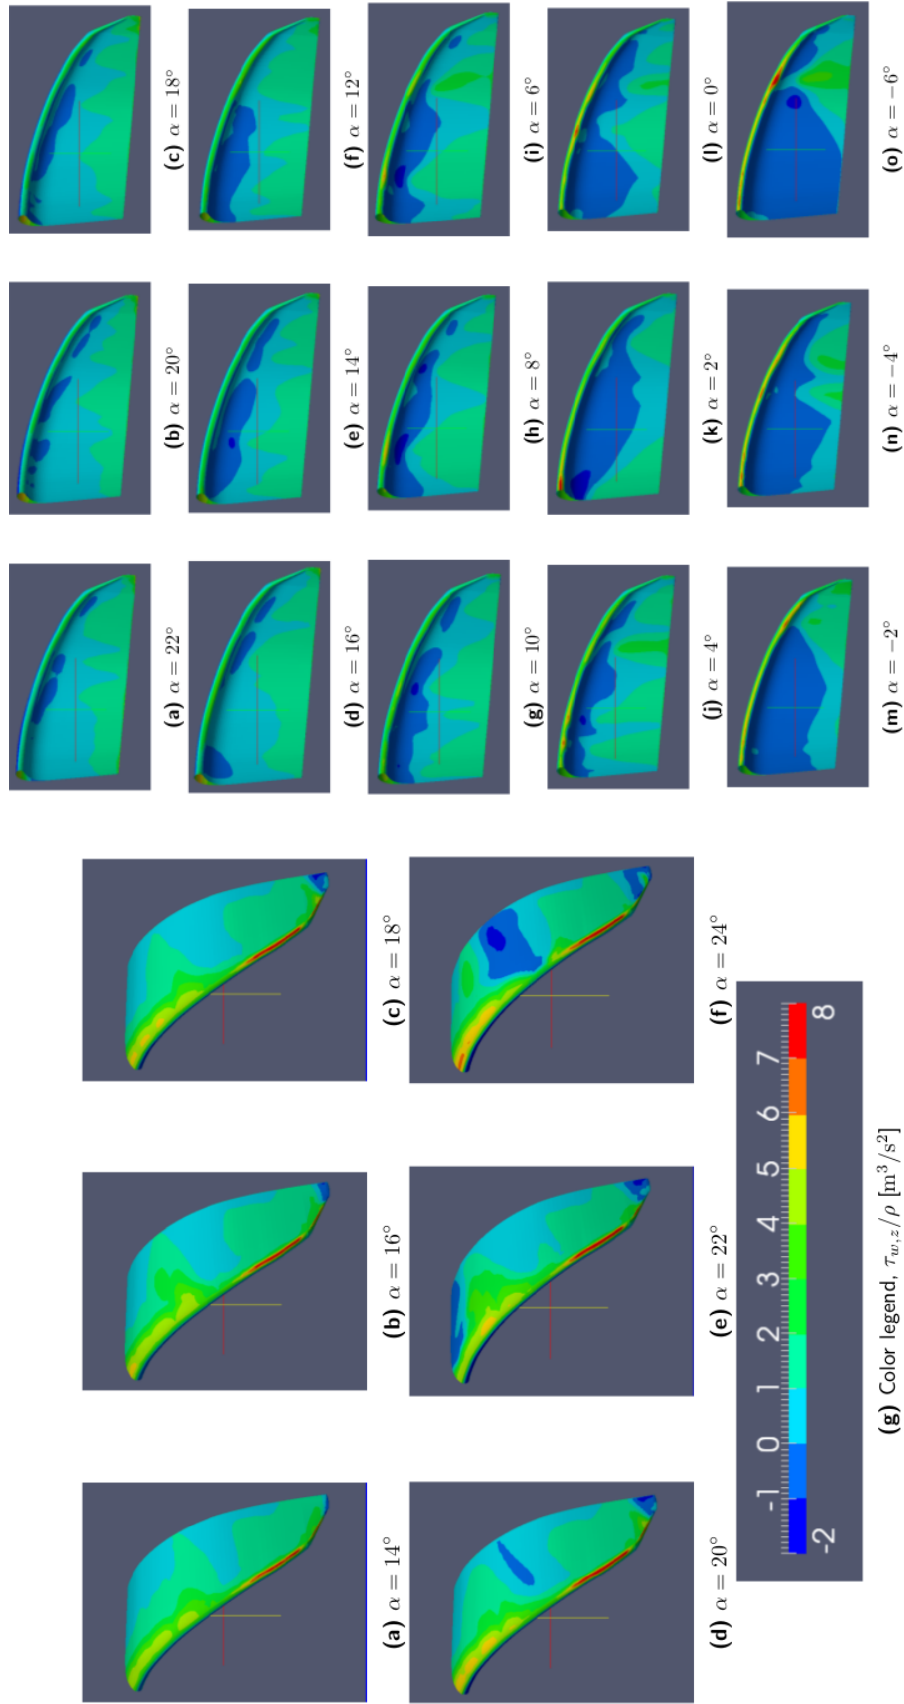 (a) α = 14°
(b) α = 16°
(c) α = 18°
(d) α = 20°
(e) α = 22°
(f) α = 24°
-1 0 1 2 3 4 5 6 7
-2 8
(g) Color legend, τ_{w,z}/ρ [m³/s²]
(a) α = 22°
(b) α = 20°
(c) α = 18°
(d) α = 16°
(e) α = 14°
(f) α = 12°
(g) α = 10°
(h) α = 8°
(i) α = 6°
(j) α = 4°
(k) α = 2°
(l) α = 0°
(m) α = −2°
(n) α = −4°
(o) α = −6°